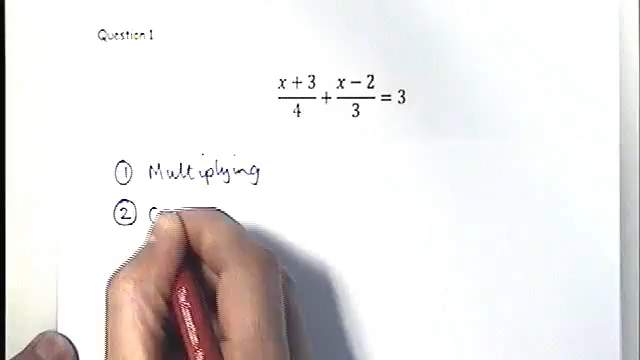 Question 1
x + 3 / 4 + x − 2 / 3 = 3
① Multiplying
②